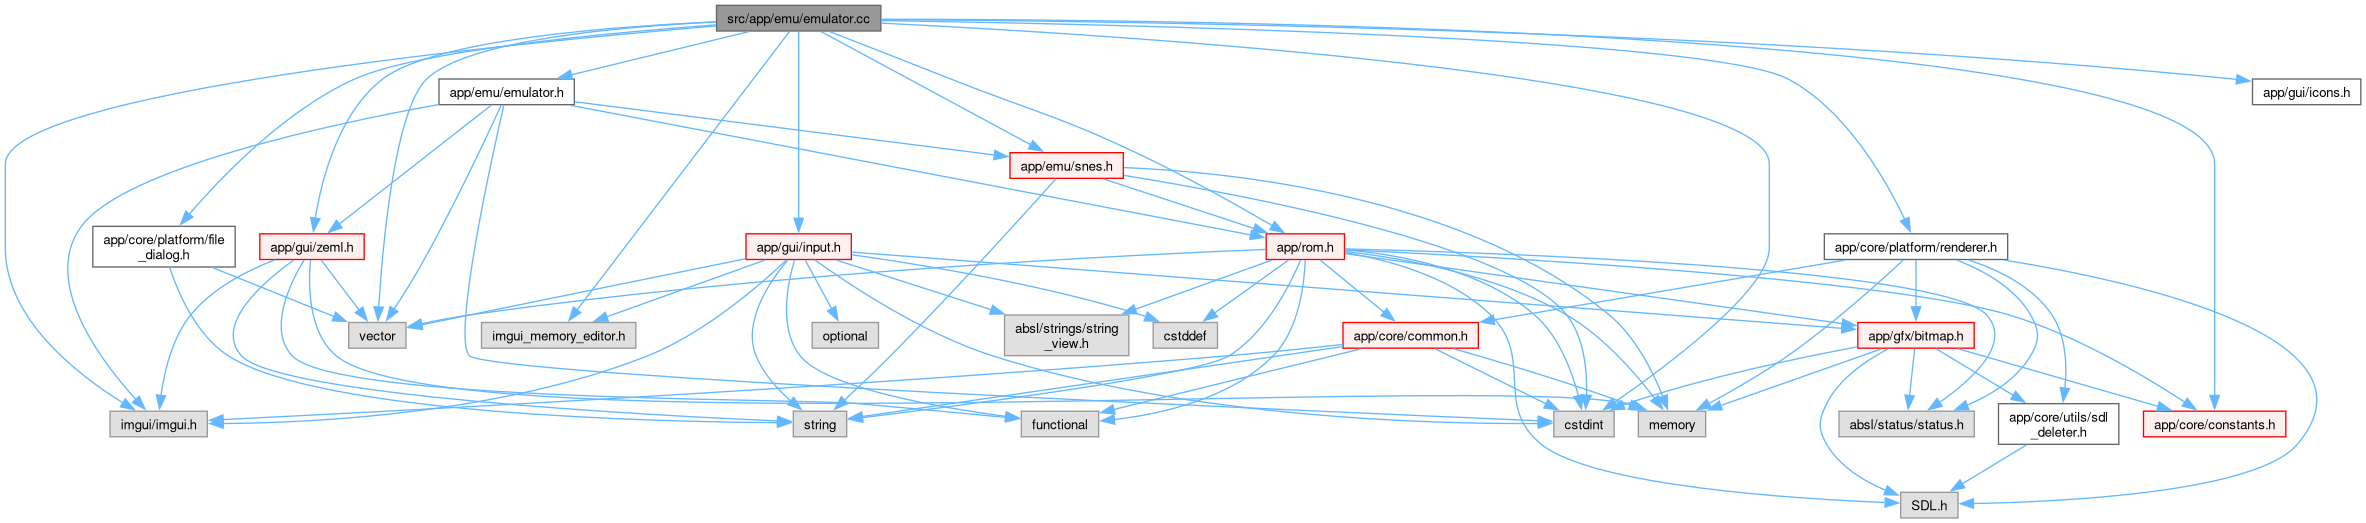 src/app/emu/emulator.cc
app/emu/emulator.h
app/gui/icons.h
app/emu/snes.h
app/core/platform/file
_dialog.h
app/gui/zeml.h
app/gui/input.h
app/rom.h
app/core/platform/renderer.h
vector
imgui_memory_editor.h
optional
absl/strings/string
_view.h
cstddef
app/core/common.h
app/gfx/bitmap.h
imgui/imgui.h
string
functional
cstdint
memory
absl/status/status.h
app/core/utils/sdl
_deleter.h
app/core/constants.h
SDL.h